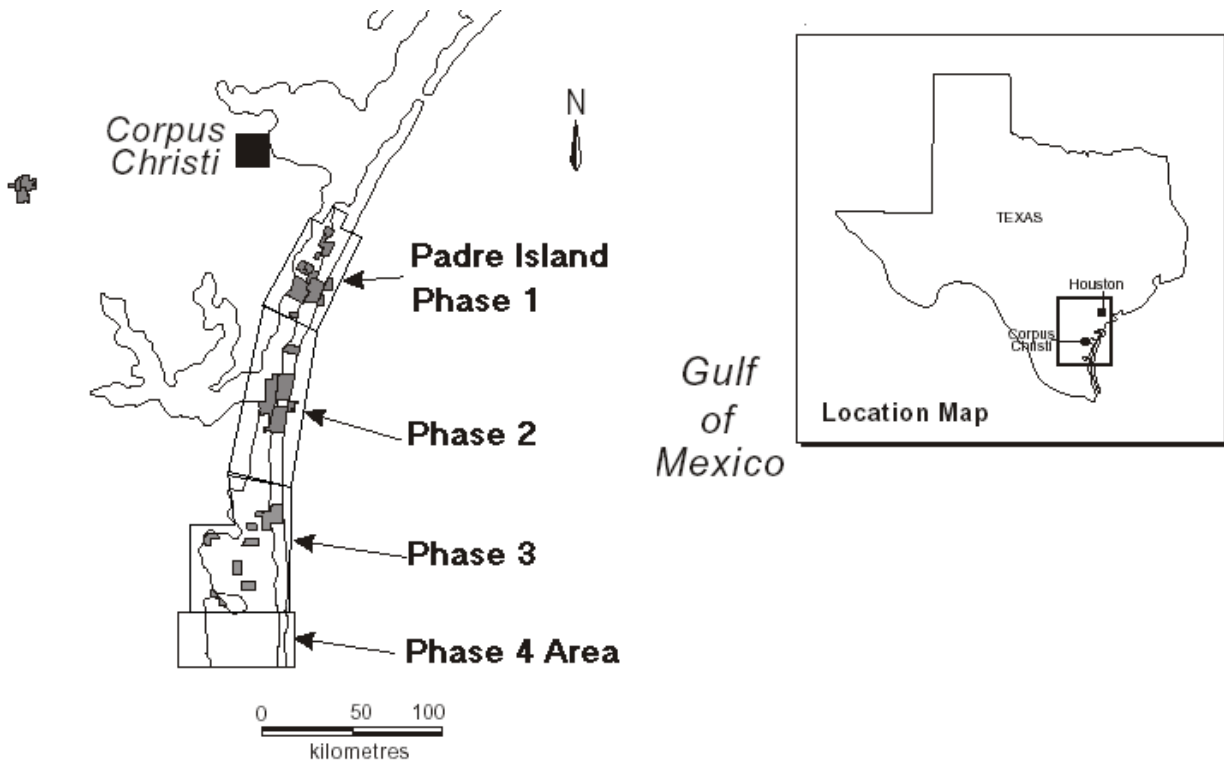 Corpus
Christi
N
Padre Island
Phase 1
Phase 2
Phase 3
Phase 4 Area
Gulf
of
Mexico
0 50 100
kilometres
TEXAS
Houston
Corpus
Christi
Location Map